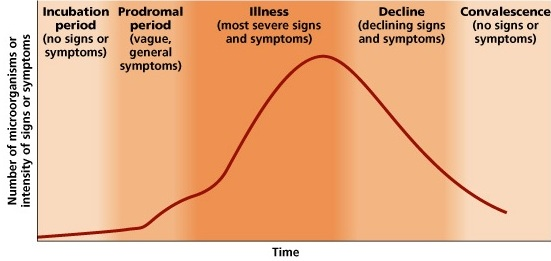 Incubation
period
(no signs or
symptoms)
Prodromal
period
(vague,
general
symptoms)
Illness
(most severe signs
and symptoms)
Decline
(declining signs
and symptoms)
Convalescence
(no signs or
symptoms)
Number of microorganisms or
intensity of signs or symptoms
Time